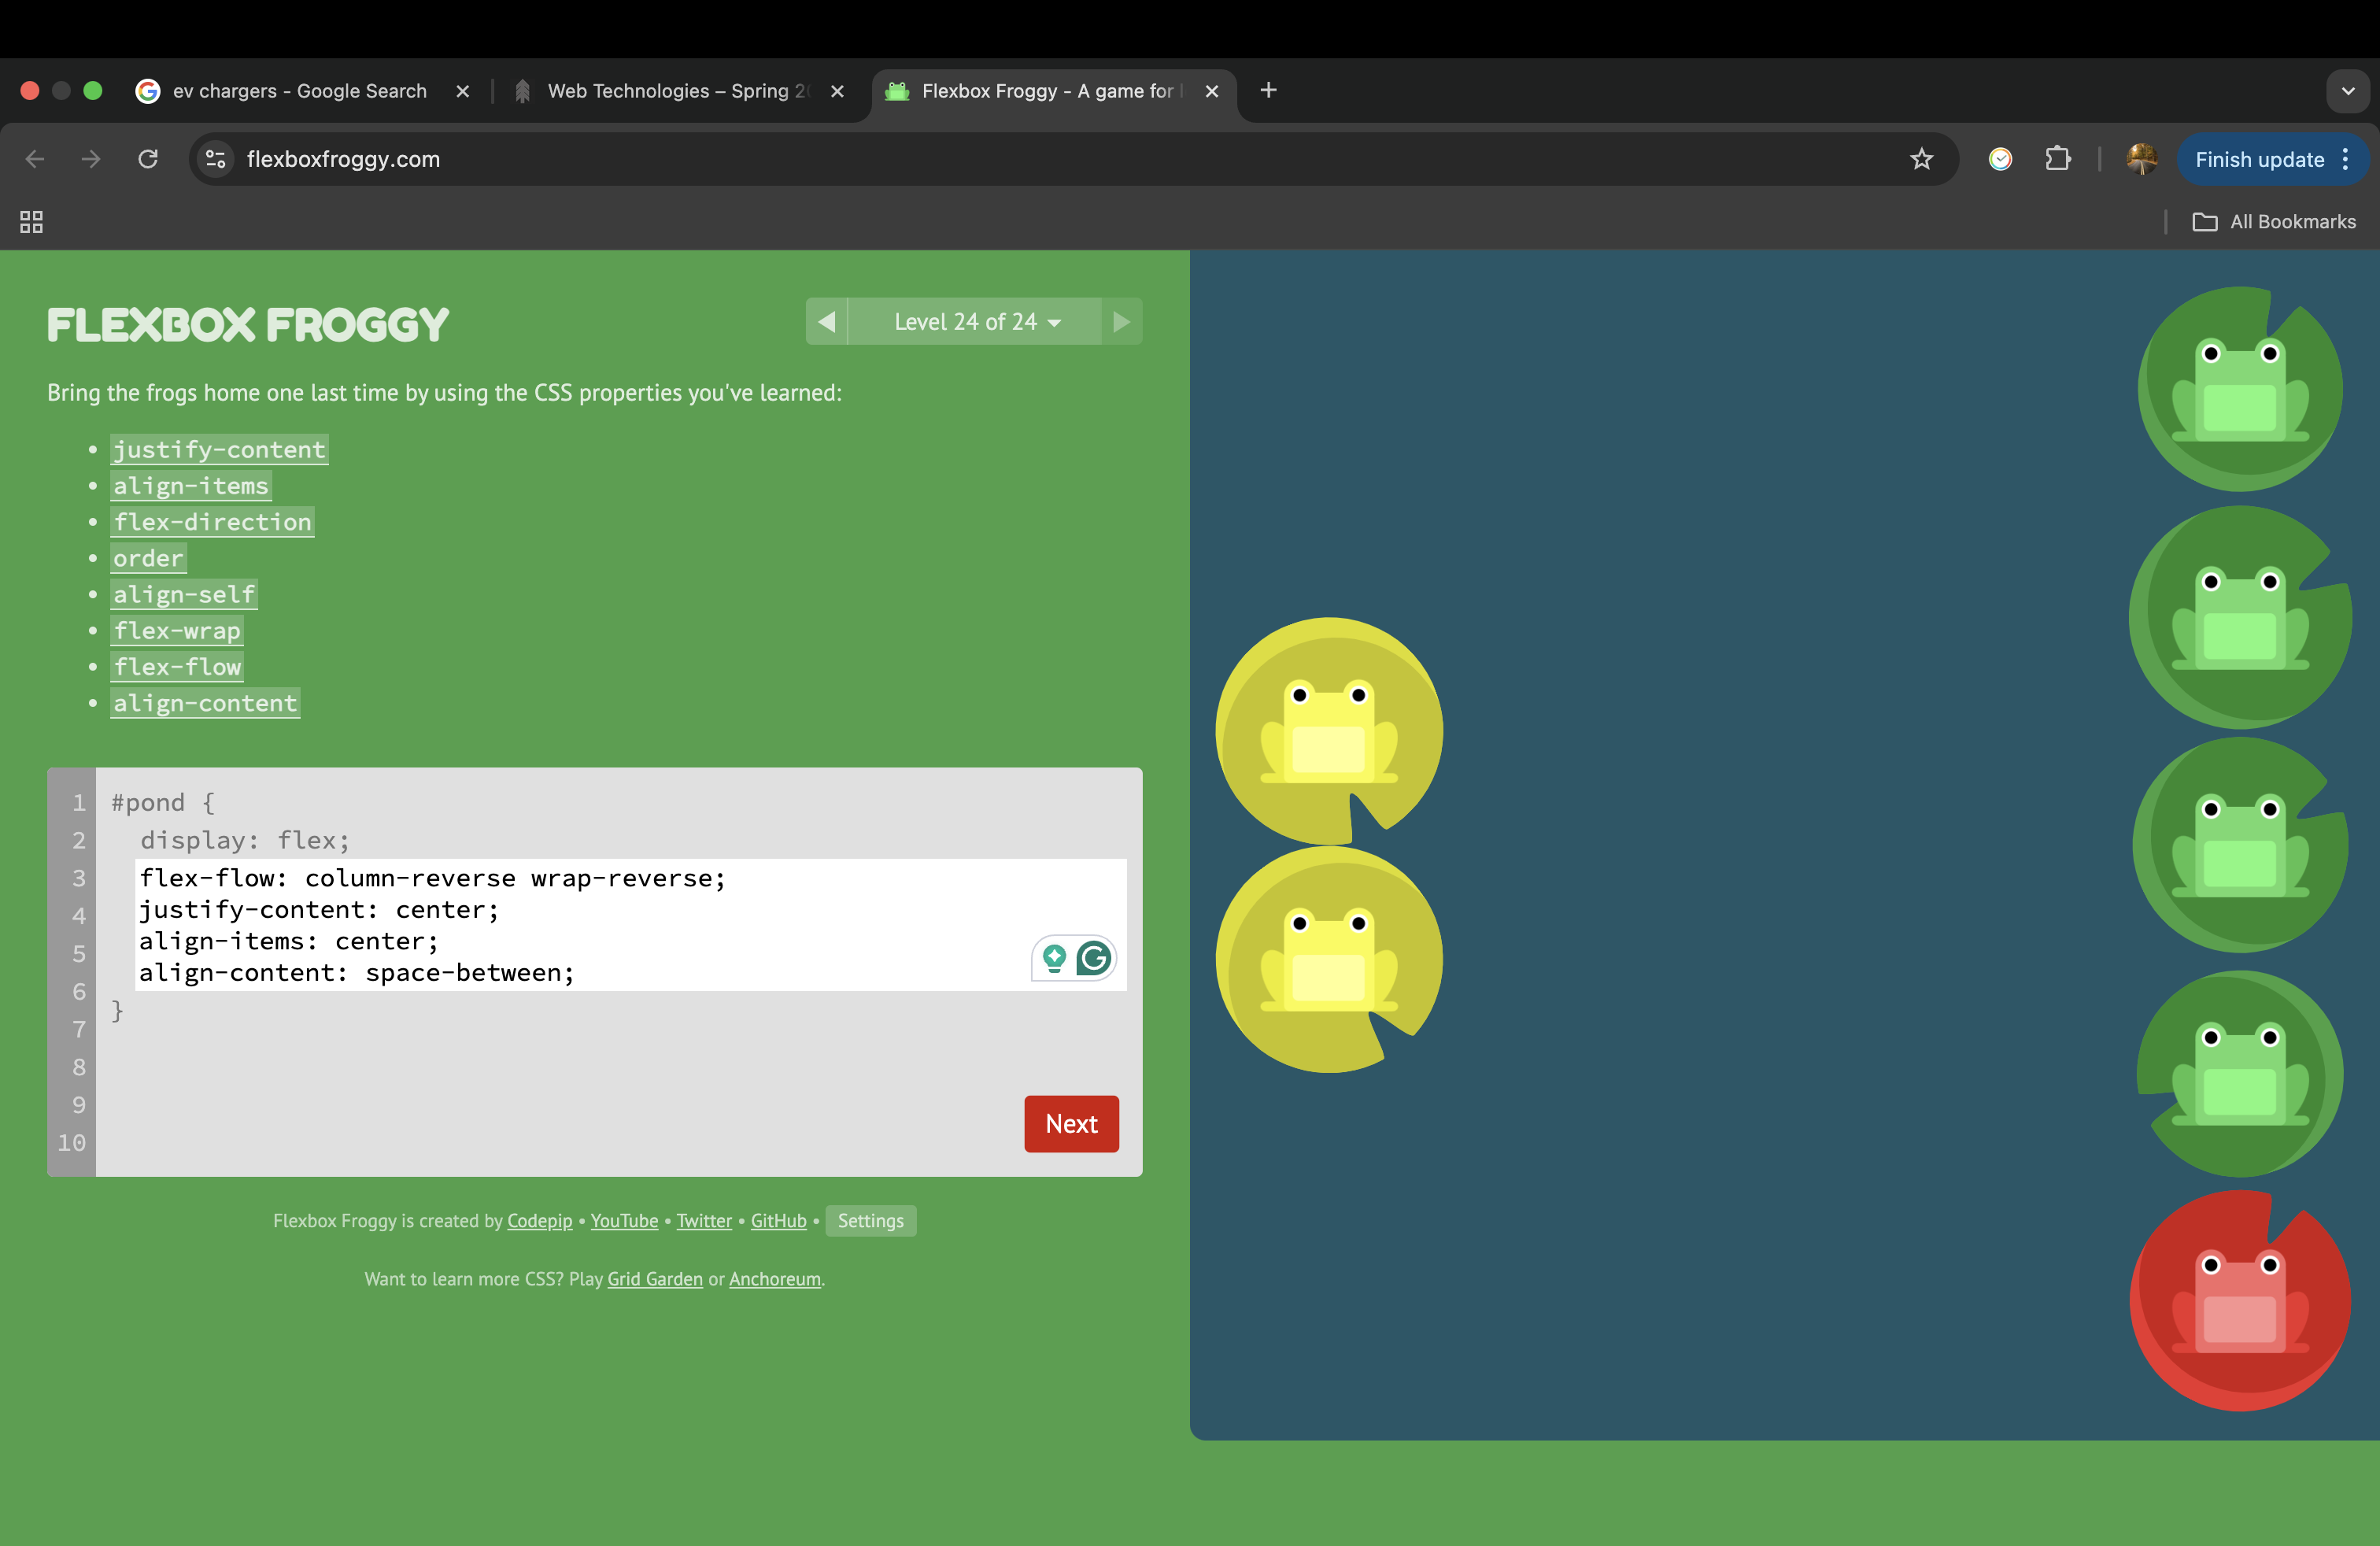 ev chargers - Google Search
Web Technologies – Spring 2
Flexbox Froggy - A game for
flexboxfroggy.com
Finish update
All Bookmarks
FLEXBOX FROGGY
Level 24 of 24
Bring the frogs home one last time by using the CSS properties you've learned:
• justify-content
• align-items
• flex-direction
• order
• align-self
• flex-wrap
• flex-flow
• align-content
1 #pond {
2 display: flex;
3 flex-flow: column-reverse wrap-reverse;
4 justify-content: center;
5 align-items: center;
6 align-content: space-between;
7 }
8
9
10
Next
Flexbox Froggy is created by Codepip • YouTube • Twitter • GitHub • Settings
Want to learn more CSS? Play Grid Garden or Anchoreum.